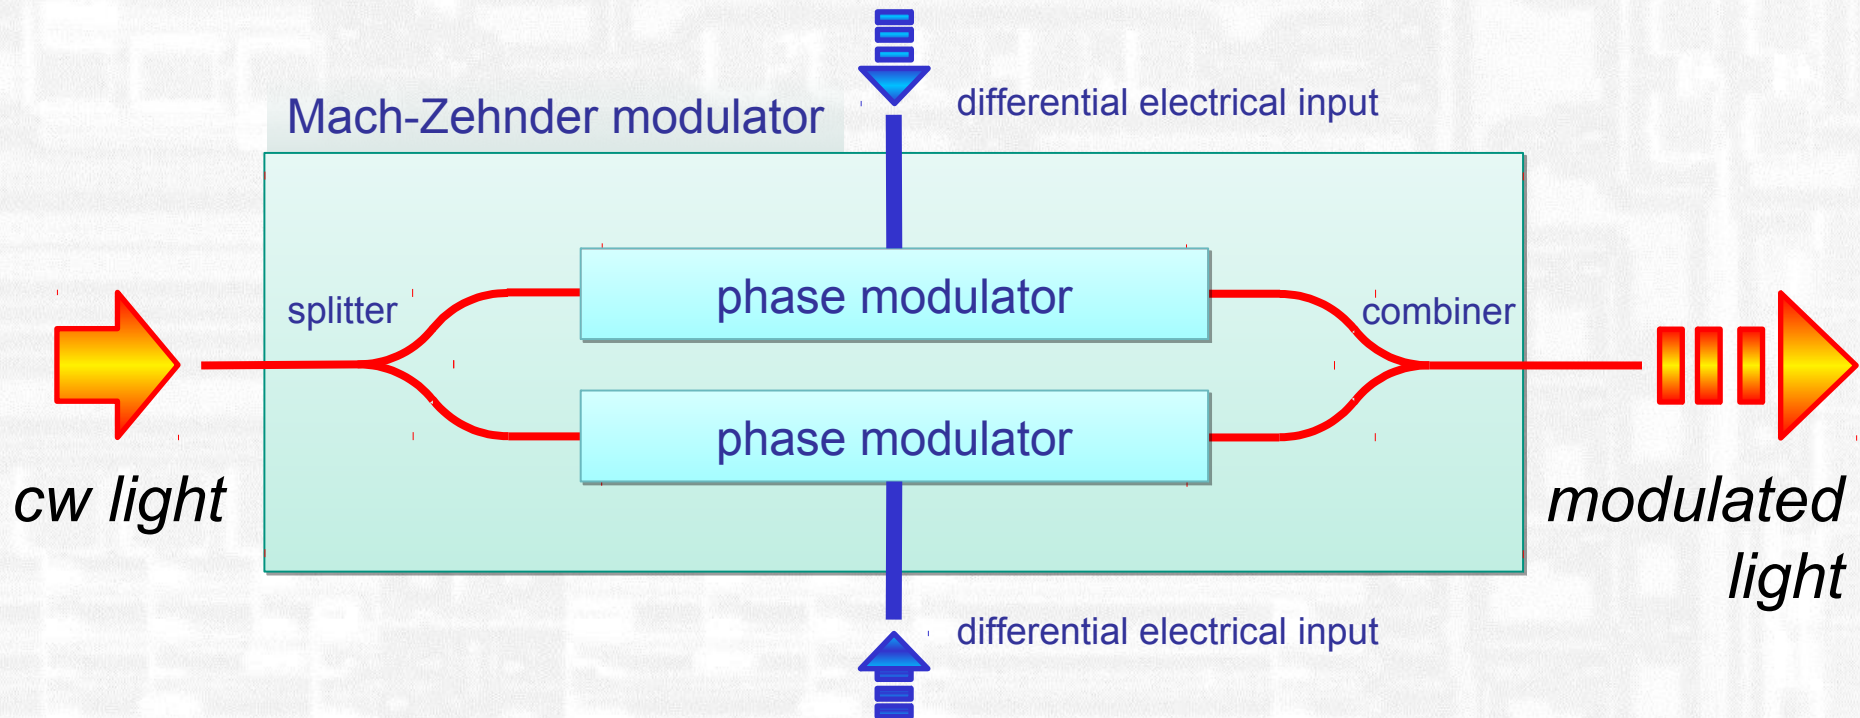 differential electrical input
Mach-Zehnder modulator
splitter
phase modulator
combiner
phase modulator
cw light
modulated
light
differential electrical input